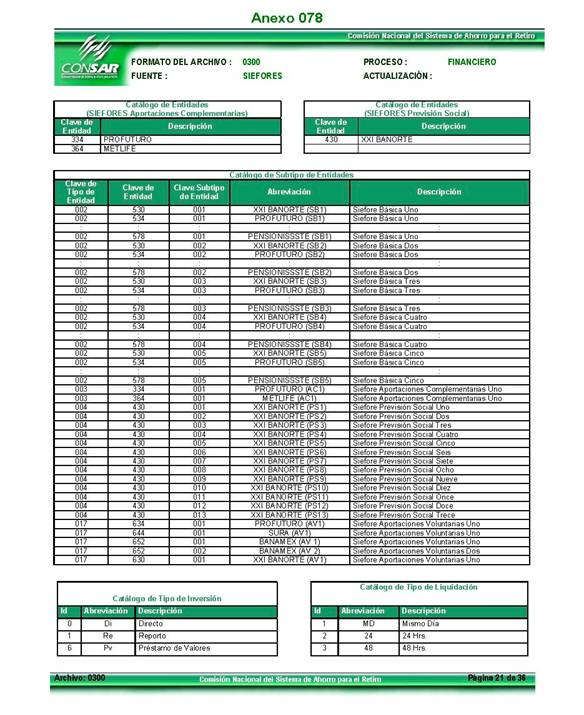 Anexo 078
Comisión Nacional del Sistema de Ahorro para el Retiro
CONSAR
FORMATO DEL ARCHIVO : 0300 PROCESO : FINANCIERO
FUENTE : SIEFORES ACTUALIZACIÓN :
Catálogo de Entidades
(SIEFORES Aportaciones Complementarias)
Clave de Entidad Descripción
334 PROFUTURO
364 METLIFE
Catálogo de Entidades
(SIEFORES Previsión Social)
Clave de Entidad Descripción
430 XXI BANORTE
Catálogo de Subtipo de Entidades
Clave de Tipo de Entidad Clave de Entidad Clave Subtipo de Entidad Abreviación Descripción
002 530 001 XXI BANORTE (SB1) Siefore Básica Uno
002 534 001 PROFUTURO (SB1) Siefore Básica Uno
: : : : :
002 578 001 PENSIONISSSTE (SB1) Siefore Básica Uno
002 530 002 XXI BANORTE (SB2) Siefore Básica Dos
002 534 002 PROFUTURO (SB2) Siefore Básica Dos
: : : : :
002 578 002 PENSIONISSSTE (SB2) Siefore Básica Dos
002 530 003 XXI BANORTE (SB3) Siefore Básica Tres
002 534 003 PROFUTURO (SB3) Siefore Básica Tres
: : : : :
002 578 003 PENSIONISSSTE (SB3) Siefore Básica Tres
002 530 004 XXI BANORTE (SB4) Siefore Básica Cuatro
002 534 004 PROFUTURO (SB4) Siefore Básica Cuatro
: : : : :
002 578 004 PENSIONISSSTE (SB4) Siefore Básica Cuatro
002 530 005 XXI BANORTE (SB5) Siefore Básica Cinco
002 534 005 PROFUTURO (SB5) Siefore Básica Cinco
: : : : :
002 578 005 PENSIONISSSTE (SB5) Siefore Básica Cinco
003 334 001 PROFUTURO (AC1) Siefore Aportaciones Complementarias Uno
003 364 001 METLIFE (AC1) Siefore Aportaciones Complementarias Uno
004 430 001 XXI BANORTE (PS1) Siefore Previsión Social Uno
004 430 002 XXI BANORTE (PS2) Siefore Previsión Social Dos
004 430 003 XXI BANORTE (PS3) Siefore Previsión Social Tres
004 430 004 XXI BANORTE (PS4) Siefore Previsión Social Cuatro
004 430 005 XXI BANORTE (PS5) Siefore Previsión Social Cinco
004 430 006 XXI BANORTE (PS6) Siefore Previsión Social Seis
004 430 007 XXI BANORTE (PS7) Siefore Previsión Social Siete
004 430 008 XXI BANORTE (PS8) Siefore Previsión Social Ocho
004 430 009 XXI BANORTE (PS9) Siefore Previsión Social Nueve
004 430 010 XXI BANORTE (PS10) Siefore Previsión Social Diez
004 430 011 XXI BANORTE (PS11) Siefore Previsión Social Once
004 430 012 XXI BANORTE (PS12) Siefore Previsión Social Doce
004 430 013 XXI BANORTE (PS13) Siefore Previsión Social Trece
017 634 001 PROFUTURO (AV1) Siefore Aportaciones Voluntarias Uno
017 644 001 SURA (AV1) Siefore Aportaciones Voluntarias Uno
017 652 001 BANAMEX (AV 1) Siefore Aportaciones Voluntarias Uno
017 652 002 BANAMEX (AV 2) Siefore Aportaciones Voluntarias Dos
017 630 001 XXI BANORTE (AV1) Siefore Aportaciones Voluntarias Uno
Catálogo de Tipo de Inversión
Id Abreviación Descripción
0 Di Directo
1 Re Reporto
6 Pv Préstamo de Valores
Catálogo de Tipo de Liquidación
Id Abreviación Descripción
1 MD Mismo Día
2 24 24 Hrs.
3 48 48 Hrs.
Archivo: 0300 Comisión Nacional del Sistema de Ahorro para el Retiro Página 21 de 36